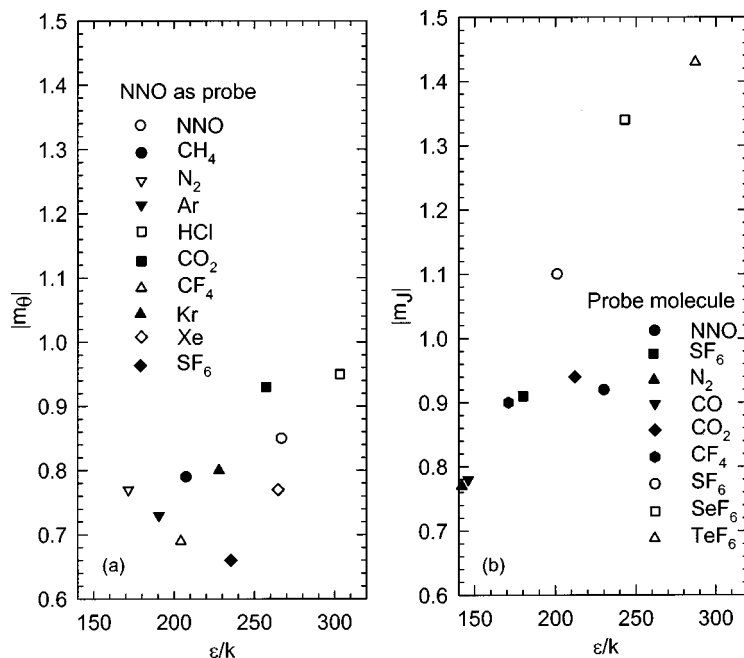 |mθ|
1.5
1.4
1.3
1.2
1.1
1.0
0.9
0.8
0.7
0.6
NNO as probe
NNO
CH4
N2
Ar
HCl
CO2
CF4
Kr
Xe
SF6
(a)
150 200 250 300
ε/k
|mJ|
1.5
1.4
1.3
1.2
1.1
1.0
0.9
0.8
0.7
0.6
Probe molecule
NNO
SF6
N2
CO
CO2
CF4
SF6
SeF6
TeF6
(b)
150 200 250 300
ε/k